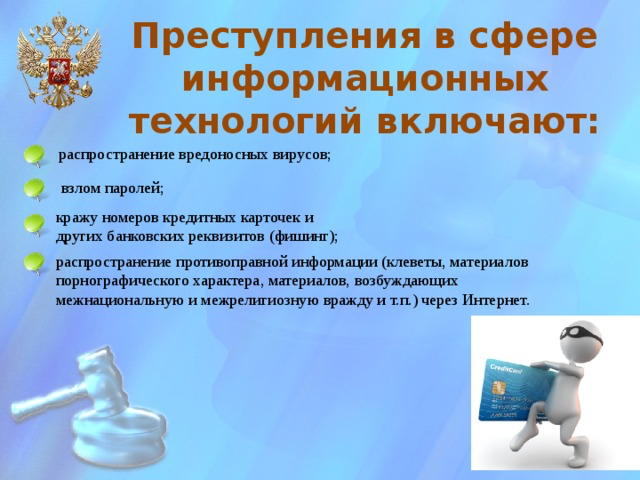 Преступления в сфере
информационных
технологий включают:
распространение вредоносных вирусов;
взлом паролей;
кражу номеров кредитных карточек и
других банковских реквизитов (фишинг);
распространение противоправной информации (клеветы, материалов
порнографического характера, материалов, возбуждающих
межнациональную и межрелигиозную вражду и т.п.) через Интернет.
CreditCard